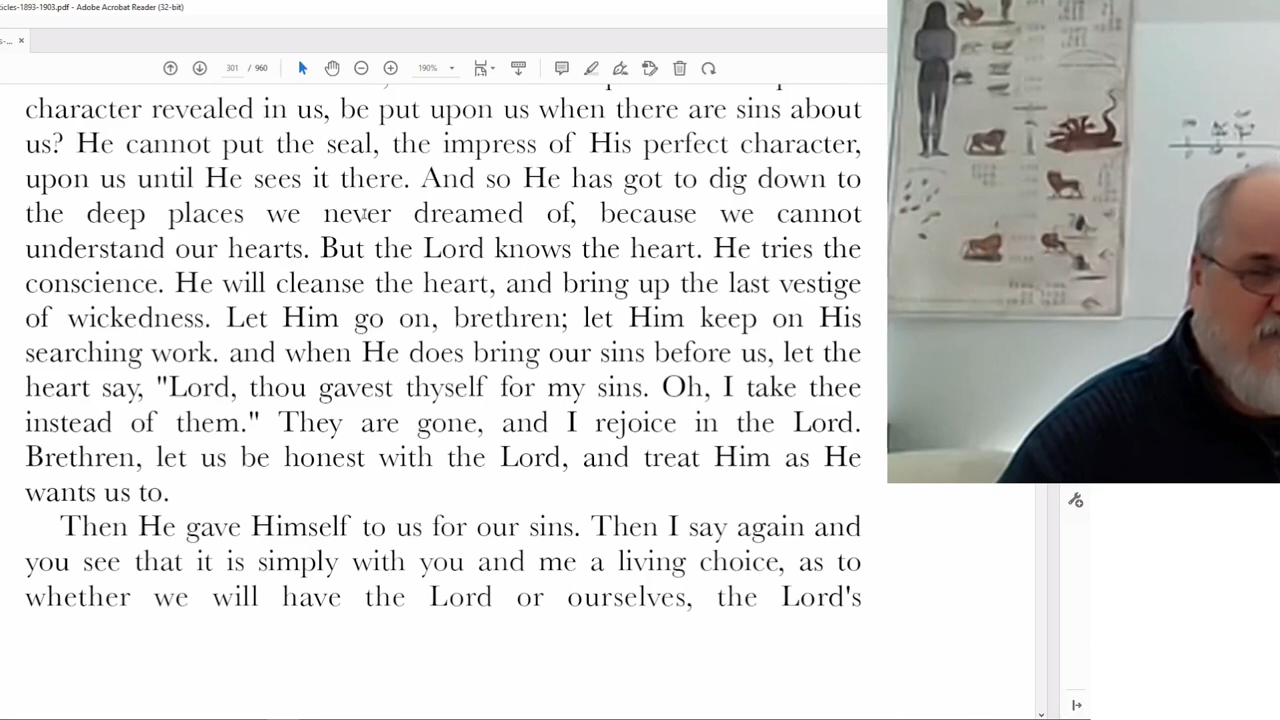 icles-1893-1903.pdf - Adobe Acrobat Reader (32-bit)
s-... ×
301 / 960
190%
character revealed in us, be put upon us when there are sins about
us? He cannot put the seal, the impress of His perfect character,
upon us until He sees it there. And so He has got to dig down to
the deep places we never dreamed of, because we cannot
understand our hearts. But the Lord knows the heart. He tries the
conscience. He will cleanse the heart, and bring up the last vestige
of wickedness. Let Him go on, brethren; let Him keep on His
searching work. and when He does bring our sins before us, let the
heart say, "Lord, thou gavest thyself for my sins. Oh, I take thee
instead of them." They are gone, and I rejoice in the Lord.
Brethren, let us be honest with the Lord, and treat Him as He
wants us to.
Then He gave Himself to us for our sins. Then I say again and
you see that it is simply with you and me a living choice, as to
whether we will have the Lord or ourselves, the Lord's